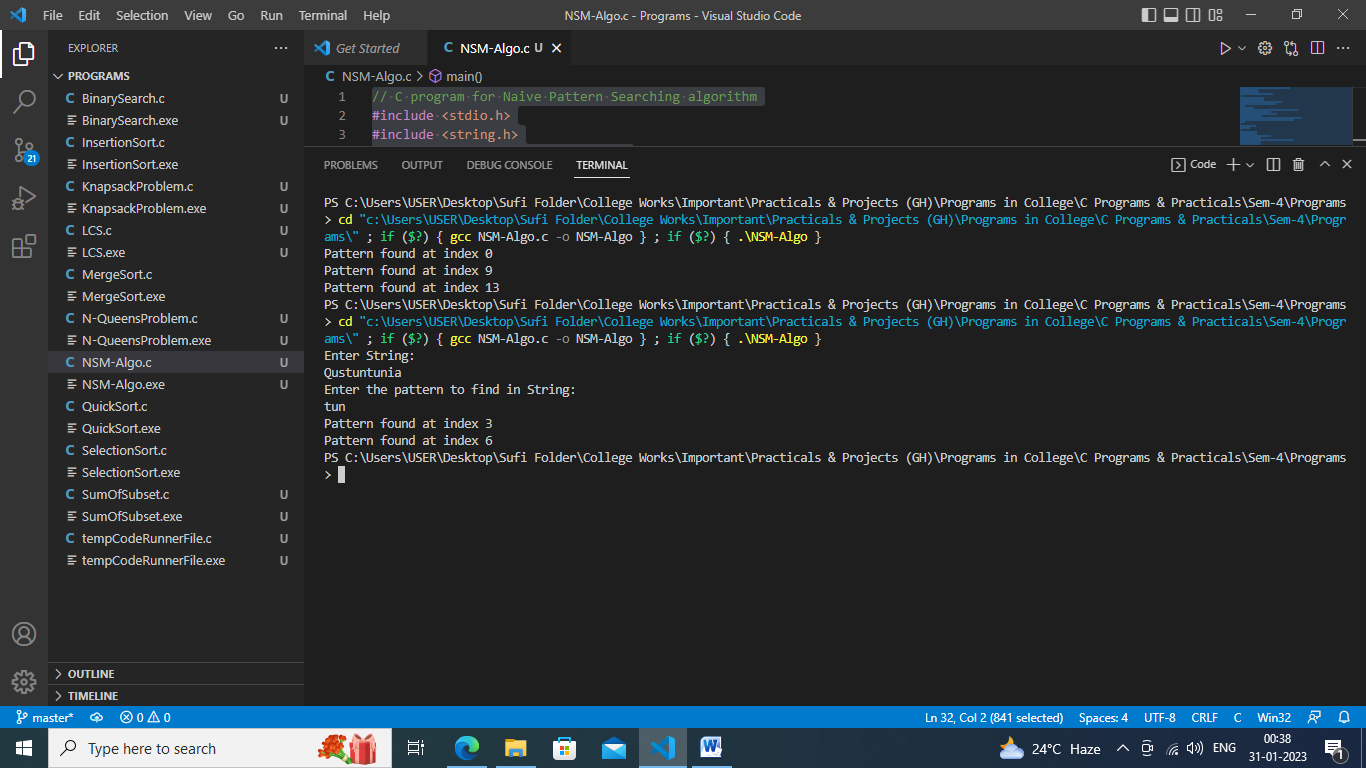 File Edit Selection View Go Run Terminal Help NSM-Algo.c - Programs - Visual Studio Code
EXPLORER
PROGRAMS
BinarySearch.c U
BinarySearch.exe U
InsertionSort.c
InsertionSort.exe
KnapsackProblem.c U
KnapsackProblem.exe U
LCS.c U
LCS.exe U
MergeSort.c
MergeSort.exe
N-QueensProblem.c U
N-QueensProblem.exe U
NSM-Algo.c U
NSM-Algo.exe U
QuickSort.c
QuickSort.exe
SelectionSort.c
SelectionSort.exe
SumOfSubset.c U
SumOfSubset.exe U
tempCodeRunnerFile.c U
tempCodeRunnerFile.exe U
OUTLINE
TIMELINE
21
Get Started C NSM-Algo.c U
C NSM-Algo.c > main()
1 // C program for Naive Pattern Searching algorithm
2 #include <stdio.h>
3 #include <string.h>
PROBLEMS OUTPUT DEBUG CONSOLE TERMINAL Code
PS C:\Users\USER\Desktop\Sufi Folder\College Works\Important\Practicals & Projects (GH)\Programs in College\C Programs & Practicals\Sem-4\Programs
> cd "c:\Users\USER\Desktop\Sufi Folder\College Works\Important\Practicals & Projects (GH)\Programs in College\C Programs & Practicals\Sem-4\Progr
ams\" ; if ($?) { gcc NSM-Algo.c -o NSM-Algo } ; if ($?) { .\NSM-Algo }
Pattern found at index 0
Pattern found at index 9
Pattern found at index 13
PS C:\Users\USER\Desktop\Sufi Folder\College Works\Important\Practicals & Projects (GH)\Programs in College\C Programs & Practicals\Sem-4\Programs
> cd "c:\Users\USER\Desktop\Sufi Folder\College Works\Important\Practicals & Projects (GH)\Programs in College\C Programs & Practicals\Sem-4\Progr
ams\" ; if ($?) { gcc NSM-Algo.c -o NSM-Algo } ; if ($?) { .\NSM-Algo }
Enter String:
Qustuntunia
Enter the pattern to find in String:
tun
Pattern found at index 3
Pattern found at index 6
PS C:\Users\USER\Desktop\Sufi Folder\College Works\Important\Practicals & Projects (GH)\Programs in College\C Programs & Practicals\Sem-4\Programs
>
master* 0 0 Ln 32, Col 2 (841 selected) Spaces: 4 UTF-8 CRLF C Win32
Type here to search 24°C Haze ENG 00:38
31-01-2023
1